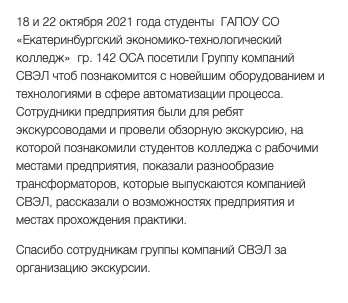 18 и 22 октября 2021 года студенты  ГАПОУ СО
«Екатеринбургский экономико-технологический
колледж»  гр. 142 ОСА посетили Группу компаний
СВЭЛ чтоб познакомится с новейшим оборудованием и
технологиями в сфере автоматизации процесса.
Сотрудники предприятия были для ребят
экскурсоводами и провели обзорную экскурсию, на
которой познакомили студентов колледжа с рабочими
местами предприятия, показали разнообразие
трансформаторов, которые выпускаются компанией
СВЭЛ, рассказали о возможностях предприятия и
местах прохождения практики.
Спасибо сотрудникам группы компаний СВЭЛ за
организацию экскурсии.